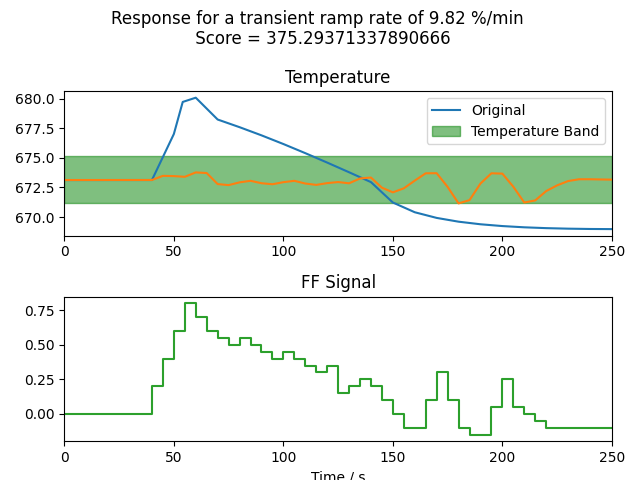 Response for a transient ramp rate of 9.82 %/min
Score = 375.29371337890666
Temperature
680.0
677.5
675.0
672.5
670.0
Original
Temperature Band
0 50 100 150 200 250
FF Signal
0.75
0.50
0.25
0.00
0 50 100 150 200 250
Time / s